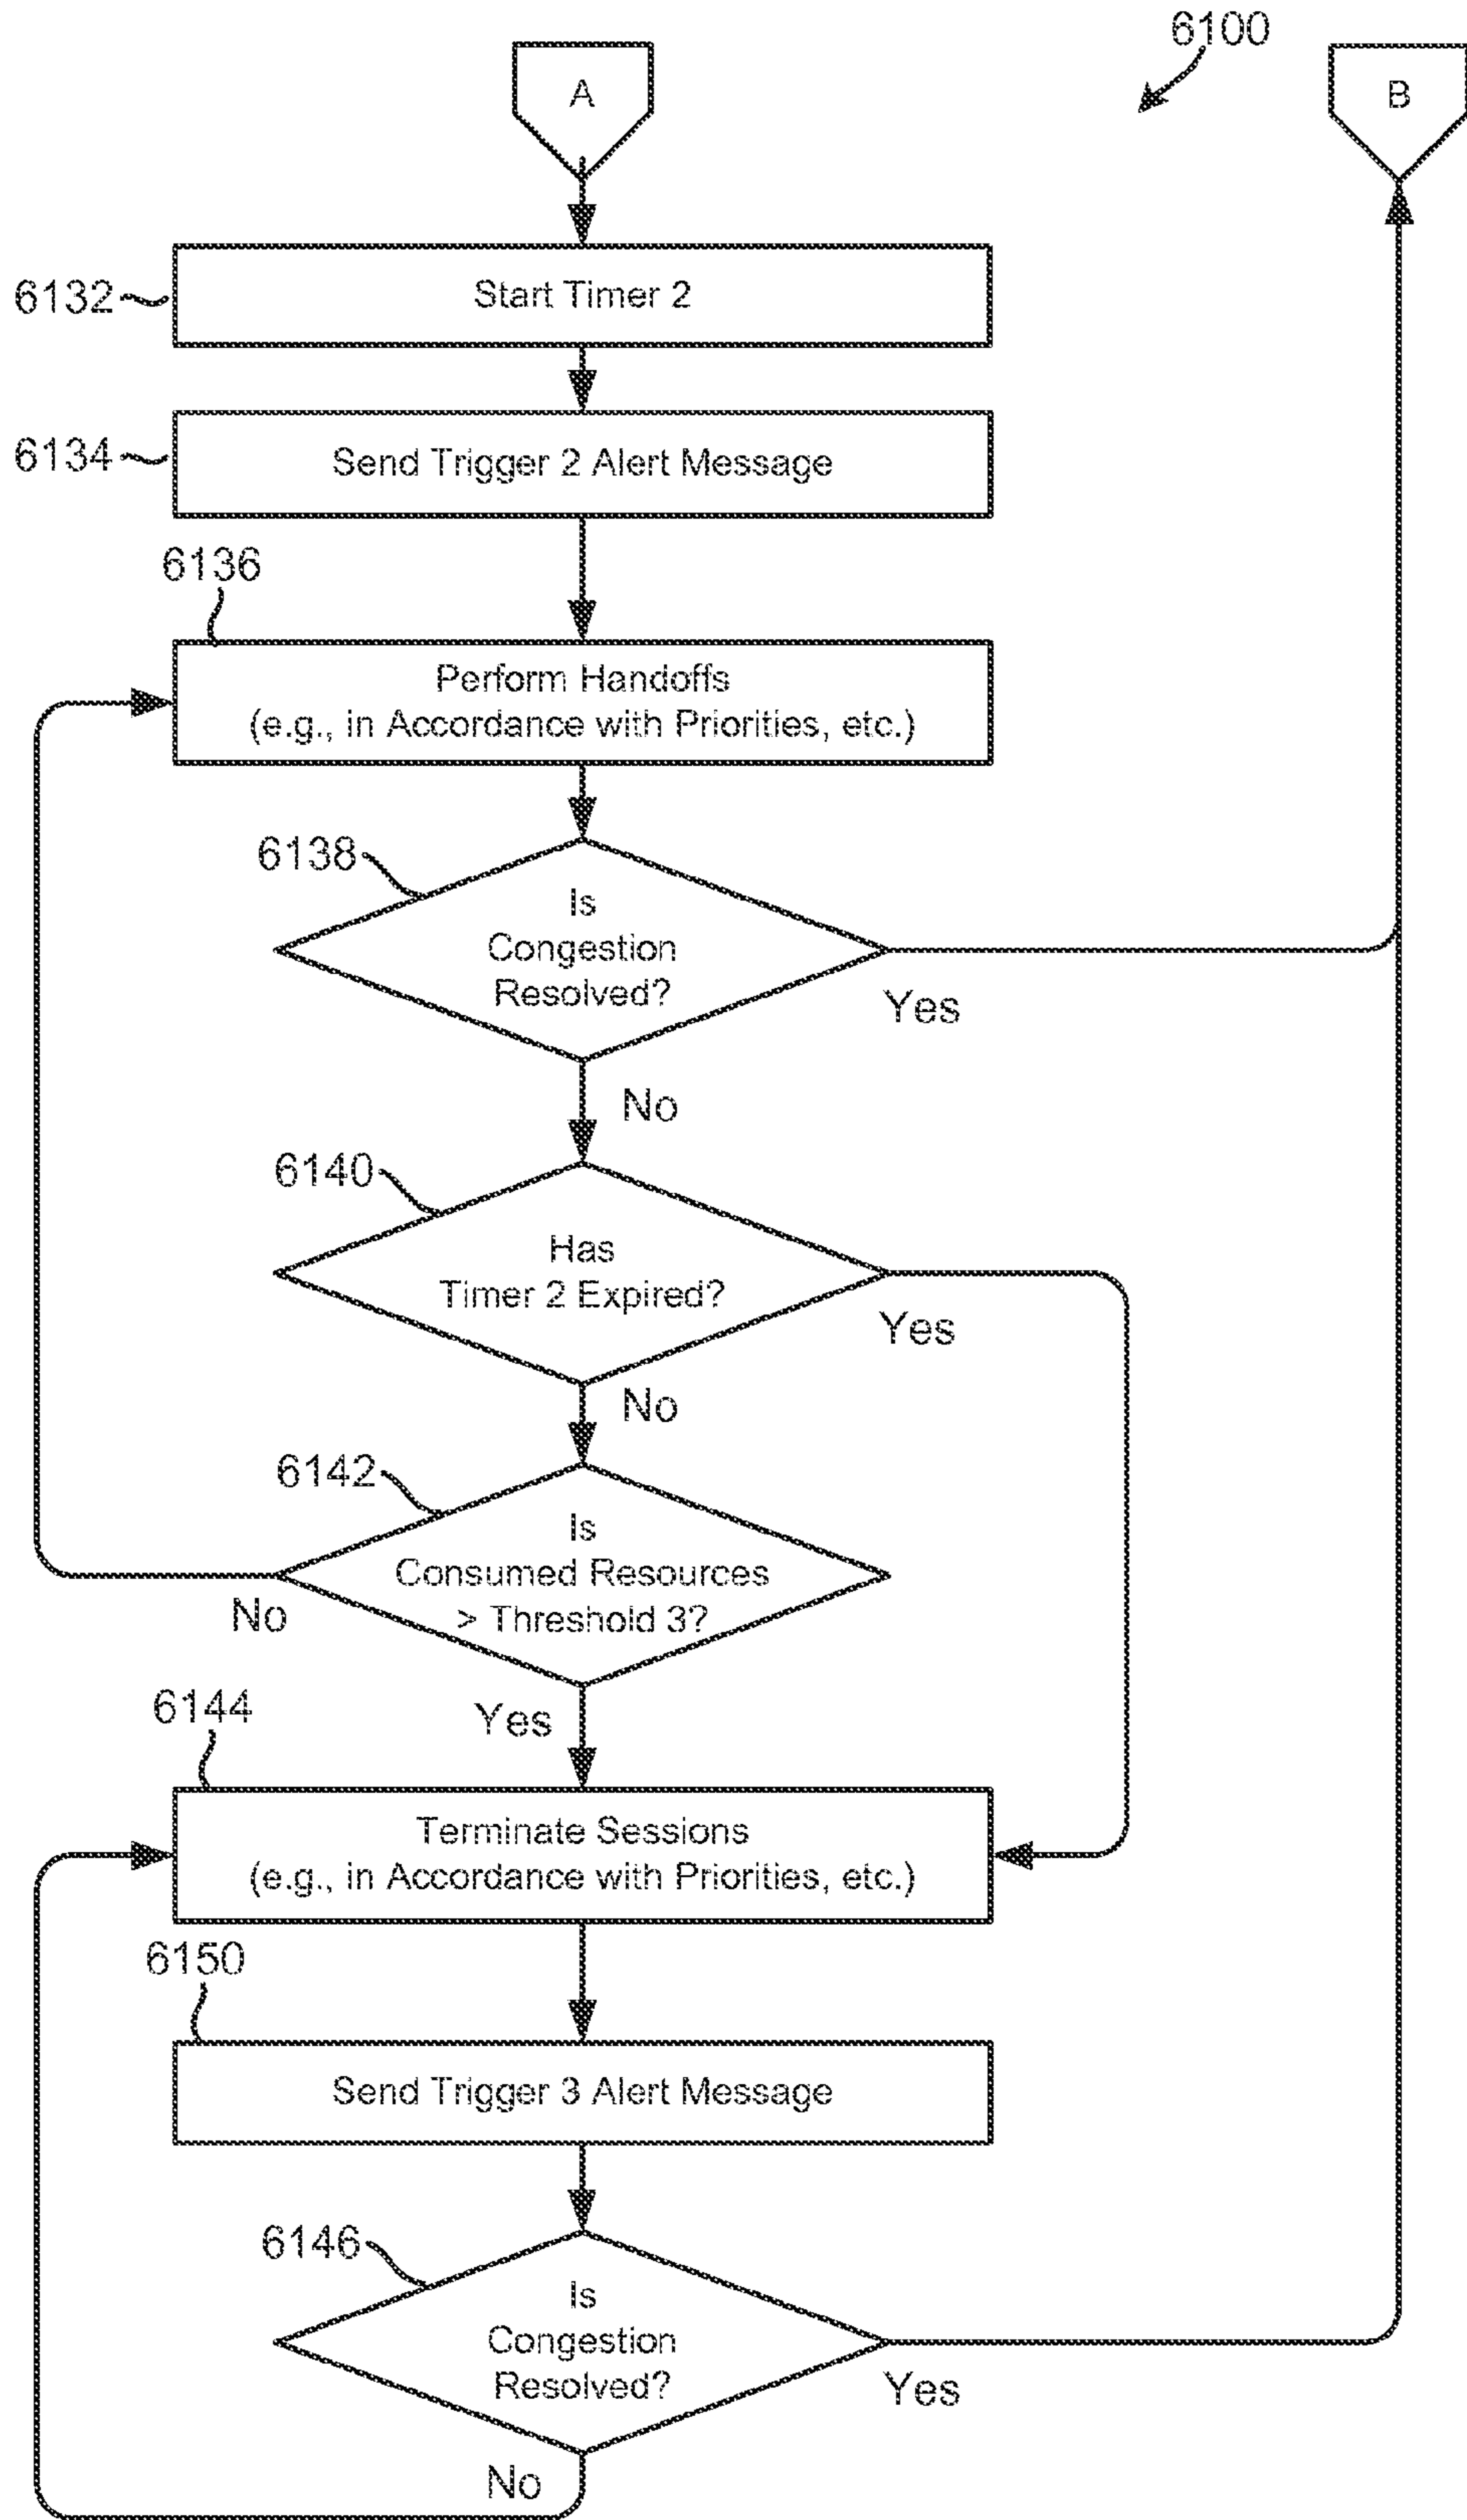 6100
A
B
6132
Start Timer 2
6134
Send Trigger 2 Alert Message
6136
Perform Handoffs
(e.g., in Accordance with Priorities, etc.)
6138
Is
Congestion
Resolved?
Yes
No
6140
Has
Timer 2 Expired?
Yes
No
6142
Is
Consumed Resources
> Threshold 3?
No
Yes
6144
Terminate Sessions
(e.g., in Accordance with Priorities, etc.)
6150
Send Trigger 3 Alert Message
6146
Is
Congestion
Resolved?
Yes
No